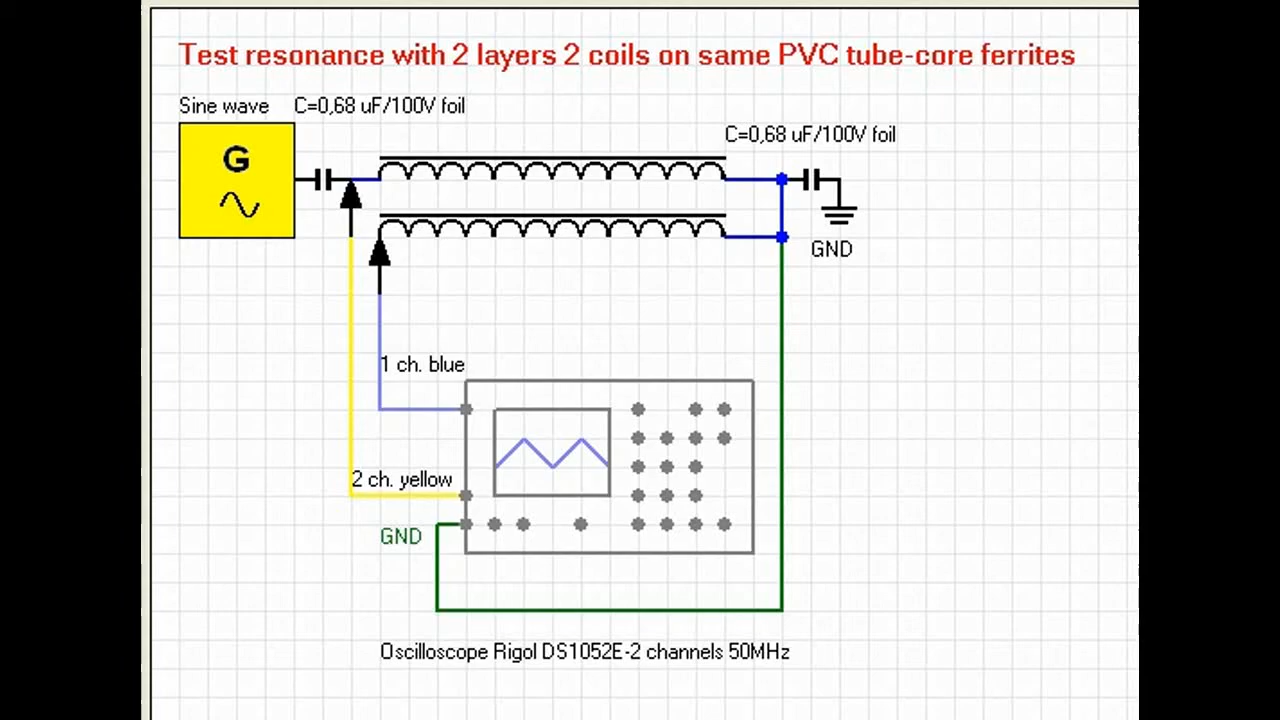 Test resonance with 2 layers 2 coils on same PVC tube-core ferrites
Sine wave
C=0,68 uF/100V foil
C=0,68 uF/100V foil
G
GND
1 ch. blue
2 ch. yellow
GND
Oscilloscope Rigol DS1052E-2 channels 50MHz